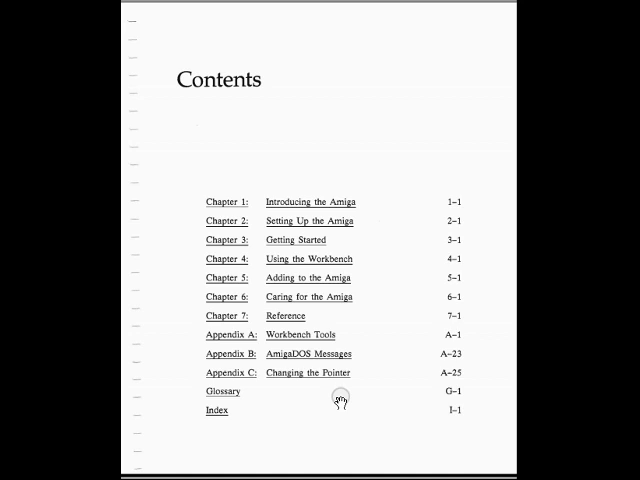 Contents
Chapter 1: Introducing the Amiga 1-1
Chapter 2: Setting Up the Amiga 2-1
Chapter 3: Getting Started 3-1
Chapter 4: Using the Workbench 4-1
Chapter 5: Adding to the Amiga 5-1
Chapter 6: Caring for the Amiga 6-1
Chapter 7: Reference 7-1
Appendix A: Workbench Tools A-1
Appendix B: AmigaDOS Messages A-23
Appendix C: Changing the Pointer A-25
Glossary G-1
Index I-1